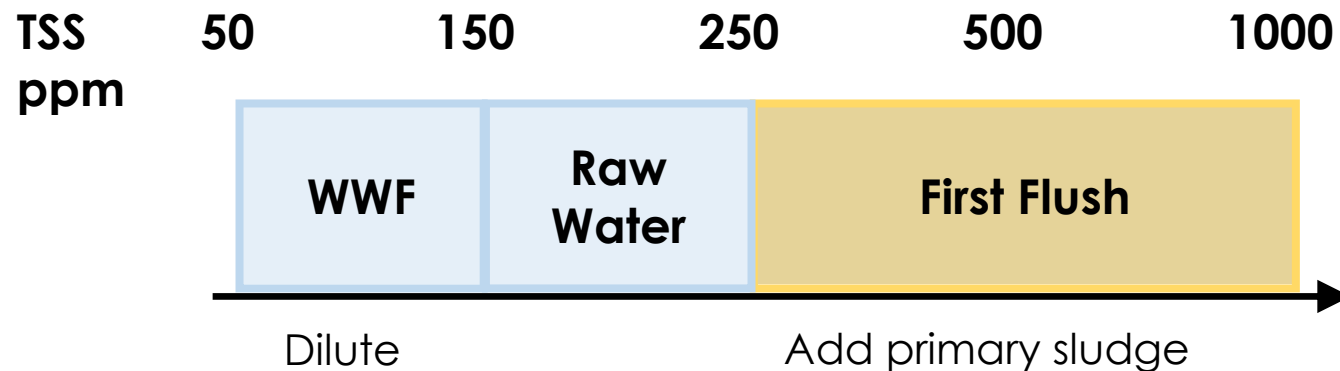 TSS 50 150 250 500 1000
ppm
WWF
Raw
Water
First Flush
Dilute
Add primary sludge